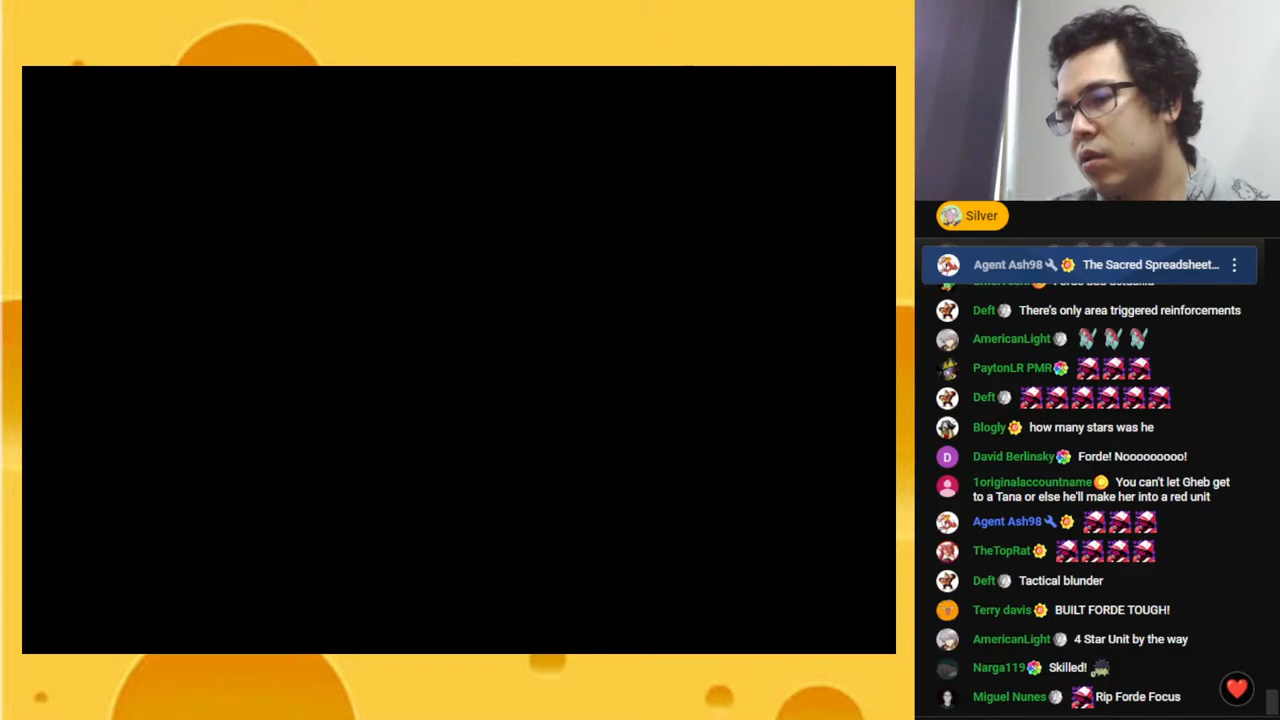 Silver
Agent Ash98 The Sacred Spreadsheet...
Deft There's only area triggered reinforcements
AmericanLight
PaytonLR PMR
Deft
Blogly how many stars was he
David Berlinsky Forde! Nooooooooo!
1originalaccountname You can't let Gheb get
to a Tana or else he'll make her into a red unit
Agent Ash98
TheTopRat
Deft Tactical blunder
Terry davis BUILT FORDE TOUGH!
AmericanLight 4 Star Unit by the way
Narga119 Skilled!
Miguel Nunes Rip Forde Focus